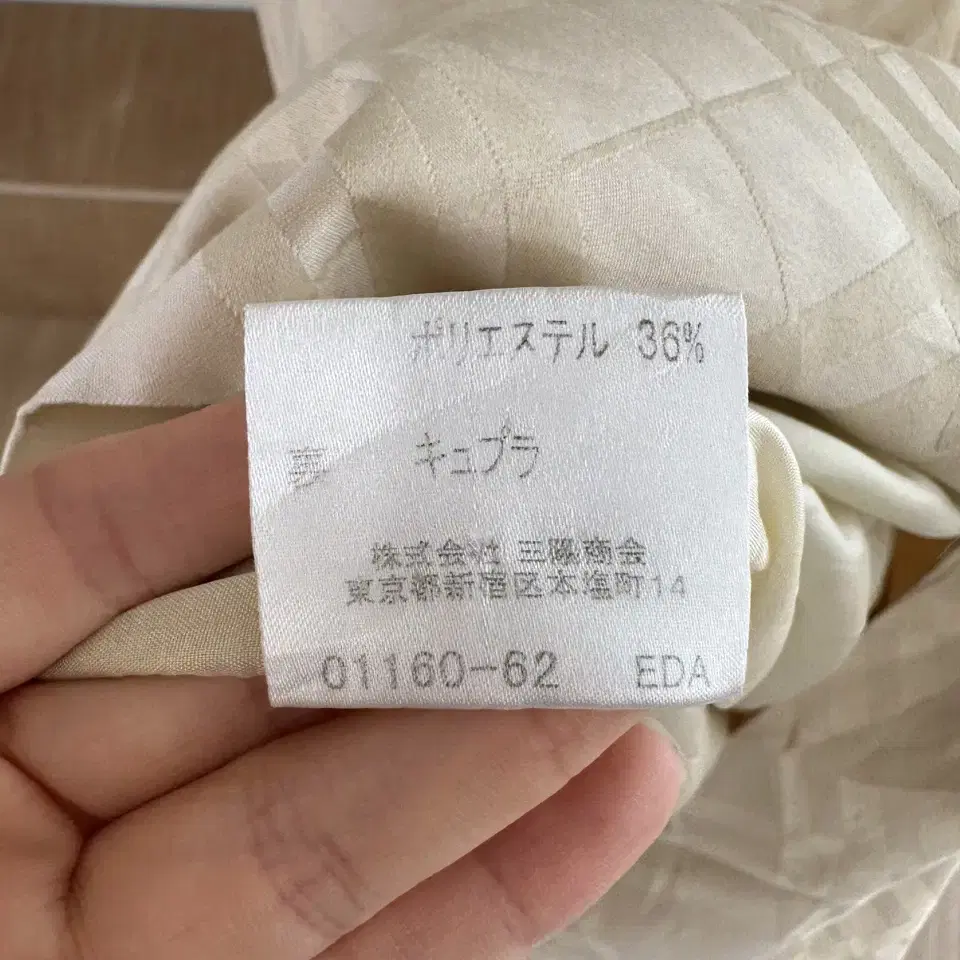 ポリエステル 36%
裏 キュプラ
株式会社 三陽商会
東京都新宿区本塩町14
01160-62 EDA